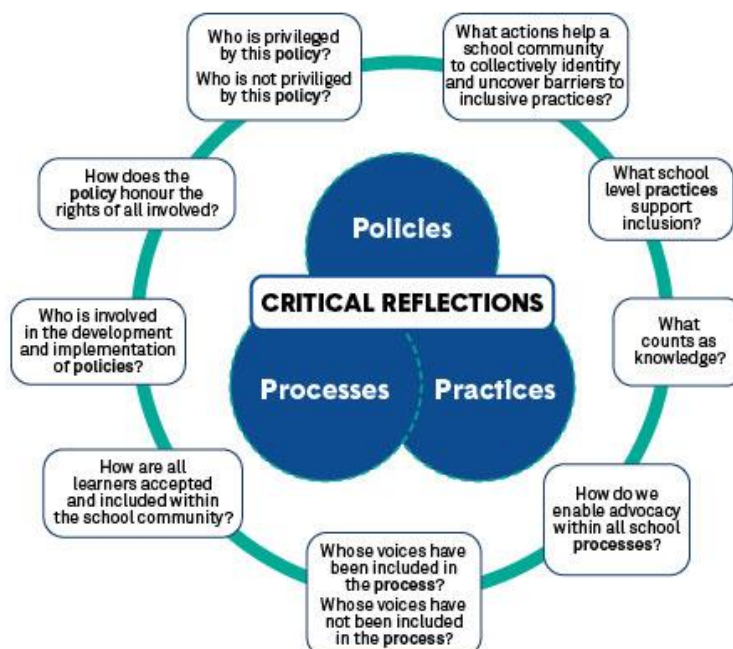 Who is privileged
by this policy?
Who is not priviliged
by this policy?
What actions help a
school community
to collectively identify
and uncover barriers to
inclusive practices?
How does the
policy honour the
rights of all involved?
What school
level practices
support
inclusion?
Policies
CRITICAL REFLECTIONS
Processes
Practices
Who is involved
in the development
and implementation
of policies?
What
counts as
knowledge?
How are all
learners accepted
and included within
the school community?
How do we
enable advocacy
within all school
processes?
Whose voices have
been included in
the process?
Whose voices have
not been included
in the process?